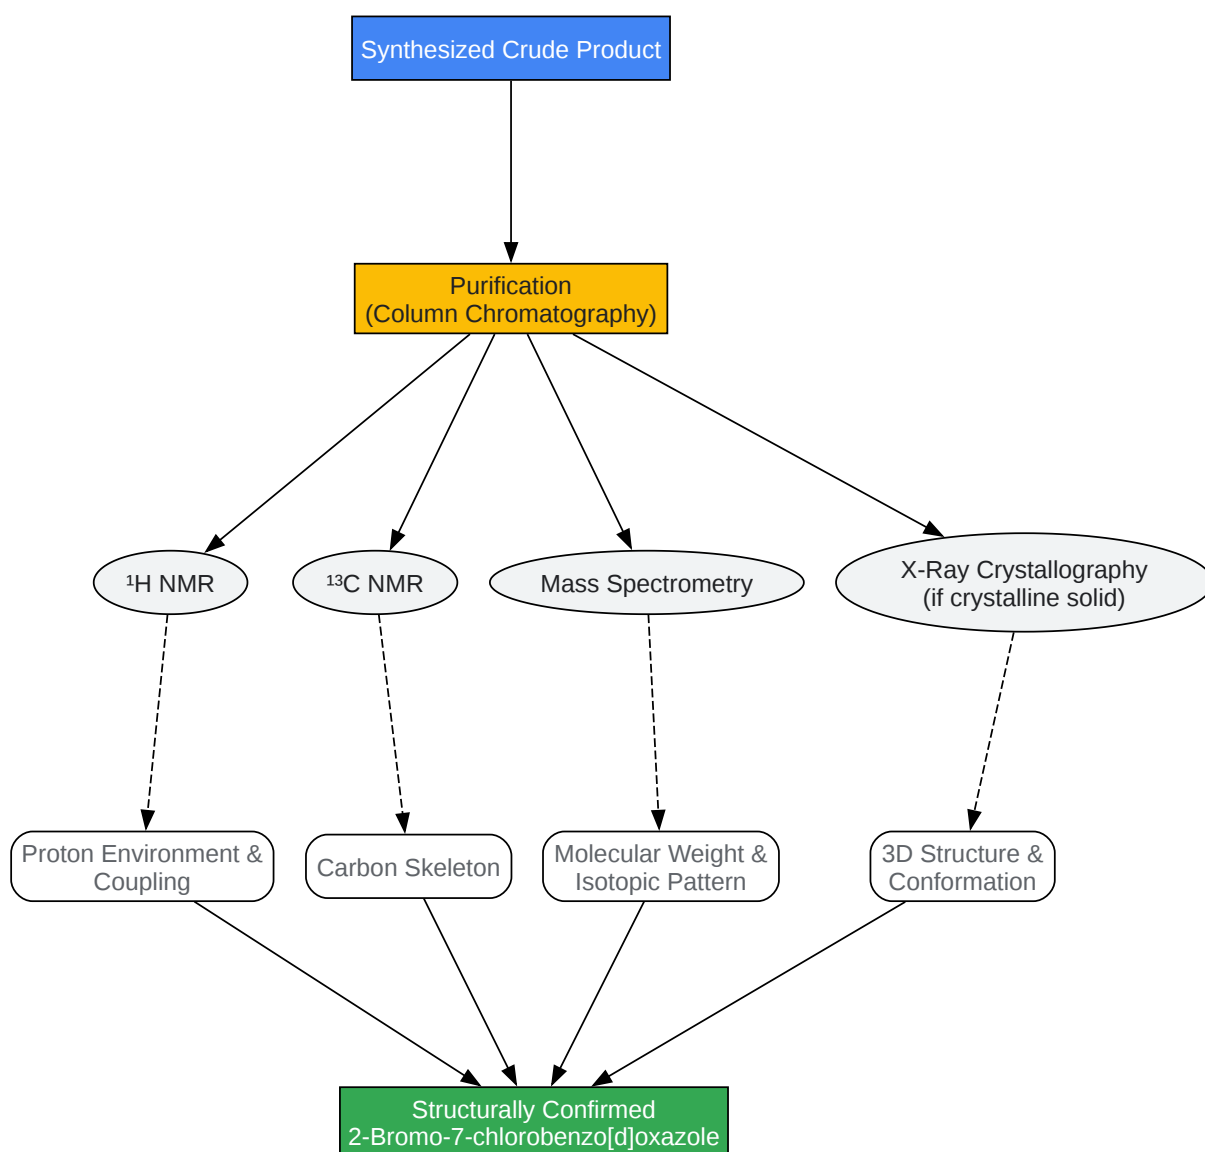 Synthesized Crude Product
Purification
(Column Chromatography)
¹H NMR
¹³C NMR
Mass Spectrometry
X-Ray Crystallography
(if crystalline solid)
Proton Environment &
Coupling
Carbon Skeleton
Molecular Weight &
Isotopic Pattern
3D Structure &
Conformation
Structurally Confirmed
2-Bromo-7-chlorobenzo[d]oxazole